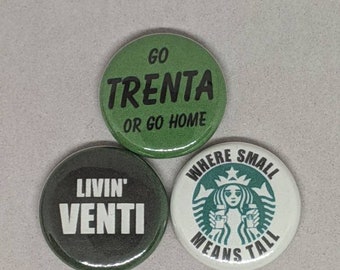 GO
TRENTA
OR GO HOME
LIVIN'
VENTI
WHERE SMALL
MEANS TALL